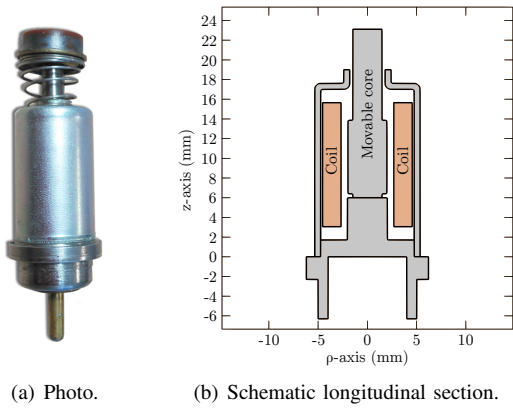 24
22
20
18
16
14
12
10
8
6
4
2
0
-2
-4
-6
z-axis (mm)
Coil
Movable core
Coil
-10 -5 0 5 10
ρ-axis (mm)
(a) Photo.
(b) Schematic longitudinal section.